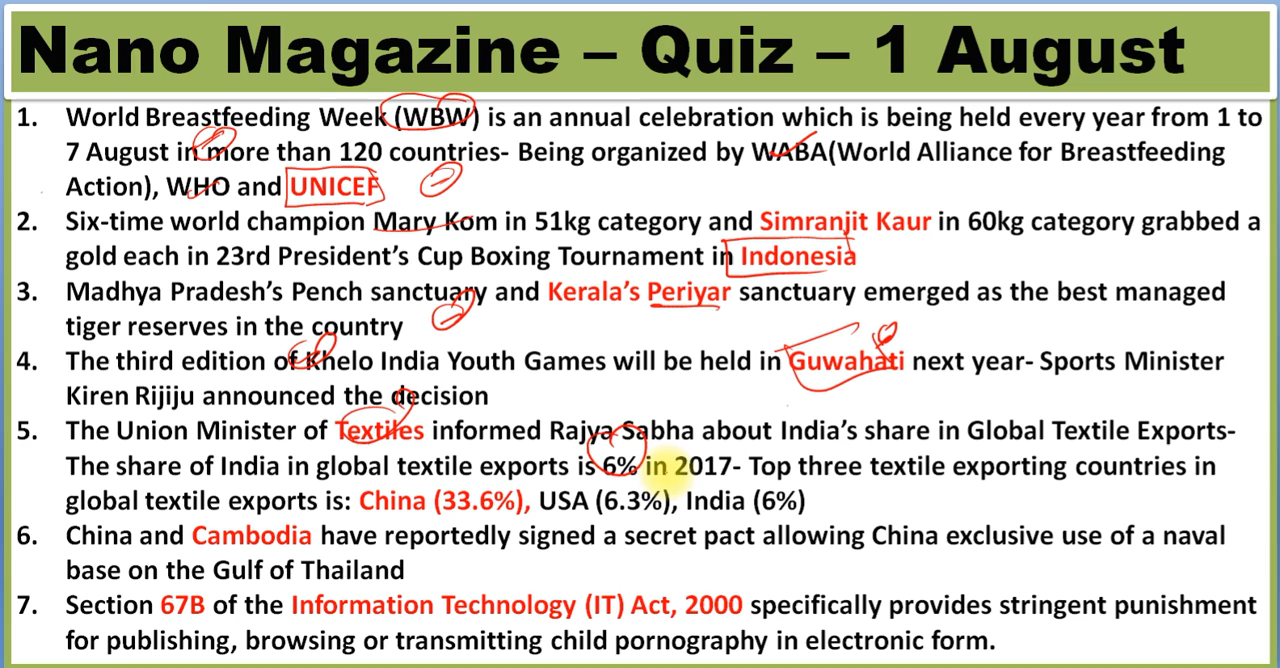 Nano Magazine – Quiz – 1 August
1. World Breastfeeding Week (WBW) is an annual celebration which is being held every year from 1 to
7 August in more than 120 countries- Being organized by WABA(World Alliance for Breastfeeding
Action), WHO and UNICEF
2. Six-time world champion Mary Kom in 51kg category and Simranjit Kaur in 60kg category grabbed a
gold each in 23rd President's Cup Boxing Tournament in Indonesia
3. Madhya Pradesh's Pench sanctuary and Kerala's Periyar sanctuary emerged as the best managed
tiger reserves in the country
4. The third edition of Khelo India Youth Games will be held in Guwahati next year- Sports Minister
Kiren Rijiju announced the decision
5. The Union Minister of Textiles informed Rajya Sabha about India's share in Global Textile Exports-
The share of India in global textile exports is 6% in 2017- Top three textile exporting countries in
global textile exports is: China (33.6%), USA (6.3%), India (6%)
6. China and Cambodia have reportedly signed a secret pact allowing China exclusive use of a naval
base on the Gulf of Thailand
7. Section 67B of the Information Technology (IT) Act, 2000 specifically provides stringent punishment
for publishing, browsing or transmitting child pornography in electronic form.